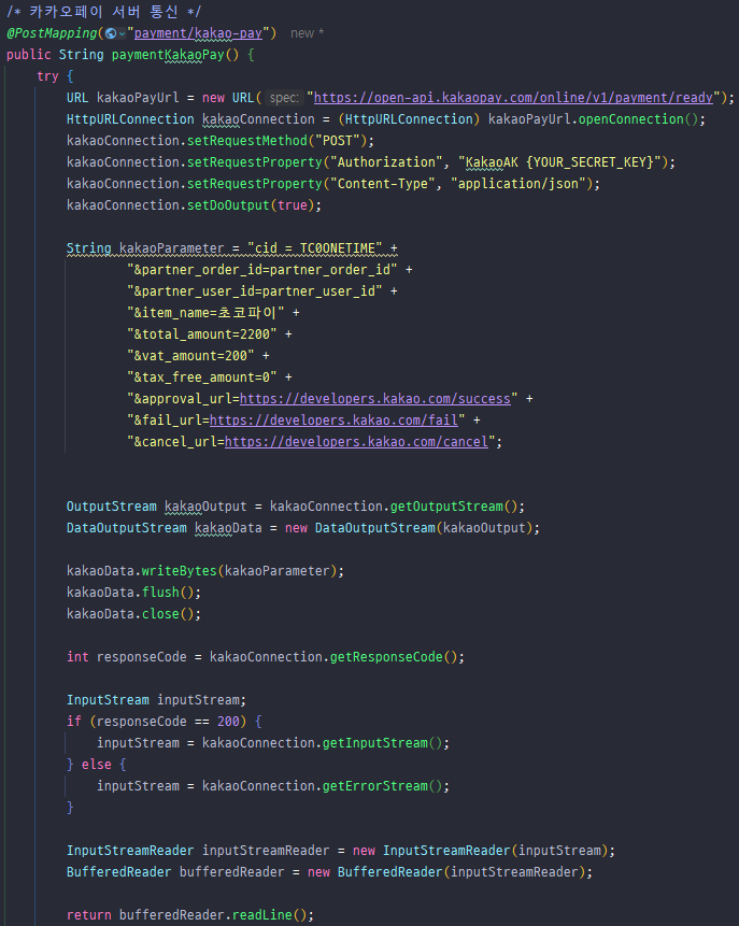 /* 카카오페이 서버 통신 */
@PostMapping("payment/kakao-pay") new *
public String paymentKakaoPay() {
try {
URL kakaoPayUrl = new URL( spec: "https://open-api.kakaopay.com/online/v1/payment/ready");
HttpURLConnection kakaoConnection = (HttpURLConnection) kakaoPayUrl.openConnection();
kakaoConnection.setRequestMethod("POST");
kakaoConnection.setRequestProperty("Authorization", "KakaoAK {YOUR_SECRET_KEY}");
kakaoConnection.setRequestProperty("Content-Type", "application/json");
kakaoConnection.setDoOutput(true);
String kakaoParameter = "cid = TC0ONETIME" +
"&partner_order_id=partner_order_id" +
"&partner_user_id=partner_user_id" +
"&item_name=초코파이" +
"&total_amount=2200" +
"&vat_amount=200" +
"&tax_free_amount=0" +
"&approval_url=https://developers.kakao.com/success" +
"&fail_url=https://developers.kakao.com/fail" +
"&cancel_url=https://developers.kakao.com/cancel";
OutputStream kakaoOutput = kakaoConnection.getOutputStream();
DataOutputStream kakaoData = new DataOutputStream(kakaoOutput);
kakaoData.writeBytes(kakaoParameter);
kakaoData.flush();
kakaoData.close();
int responseCode = kakaoConnection.getResponseCode();
InputStream inputStream;
if (responseCode == 200) {
inputStream = kakaoConnection.getInputStream();
} else {
inputStream = kakaoConnection.getErrorStream();
}
InputStreamReader inputStreamReader = new InputStreamReader(inputStream);
BufferedReader bufferedReader = new BufferedReader(inputStreamReader);
return bufferedReader.readLine();